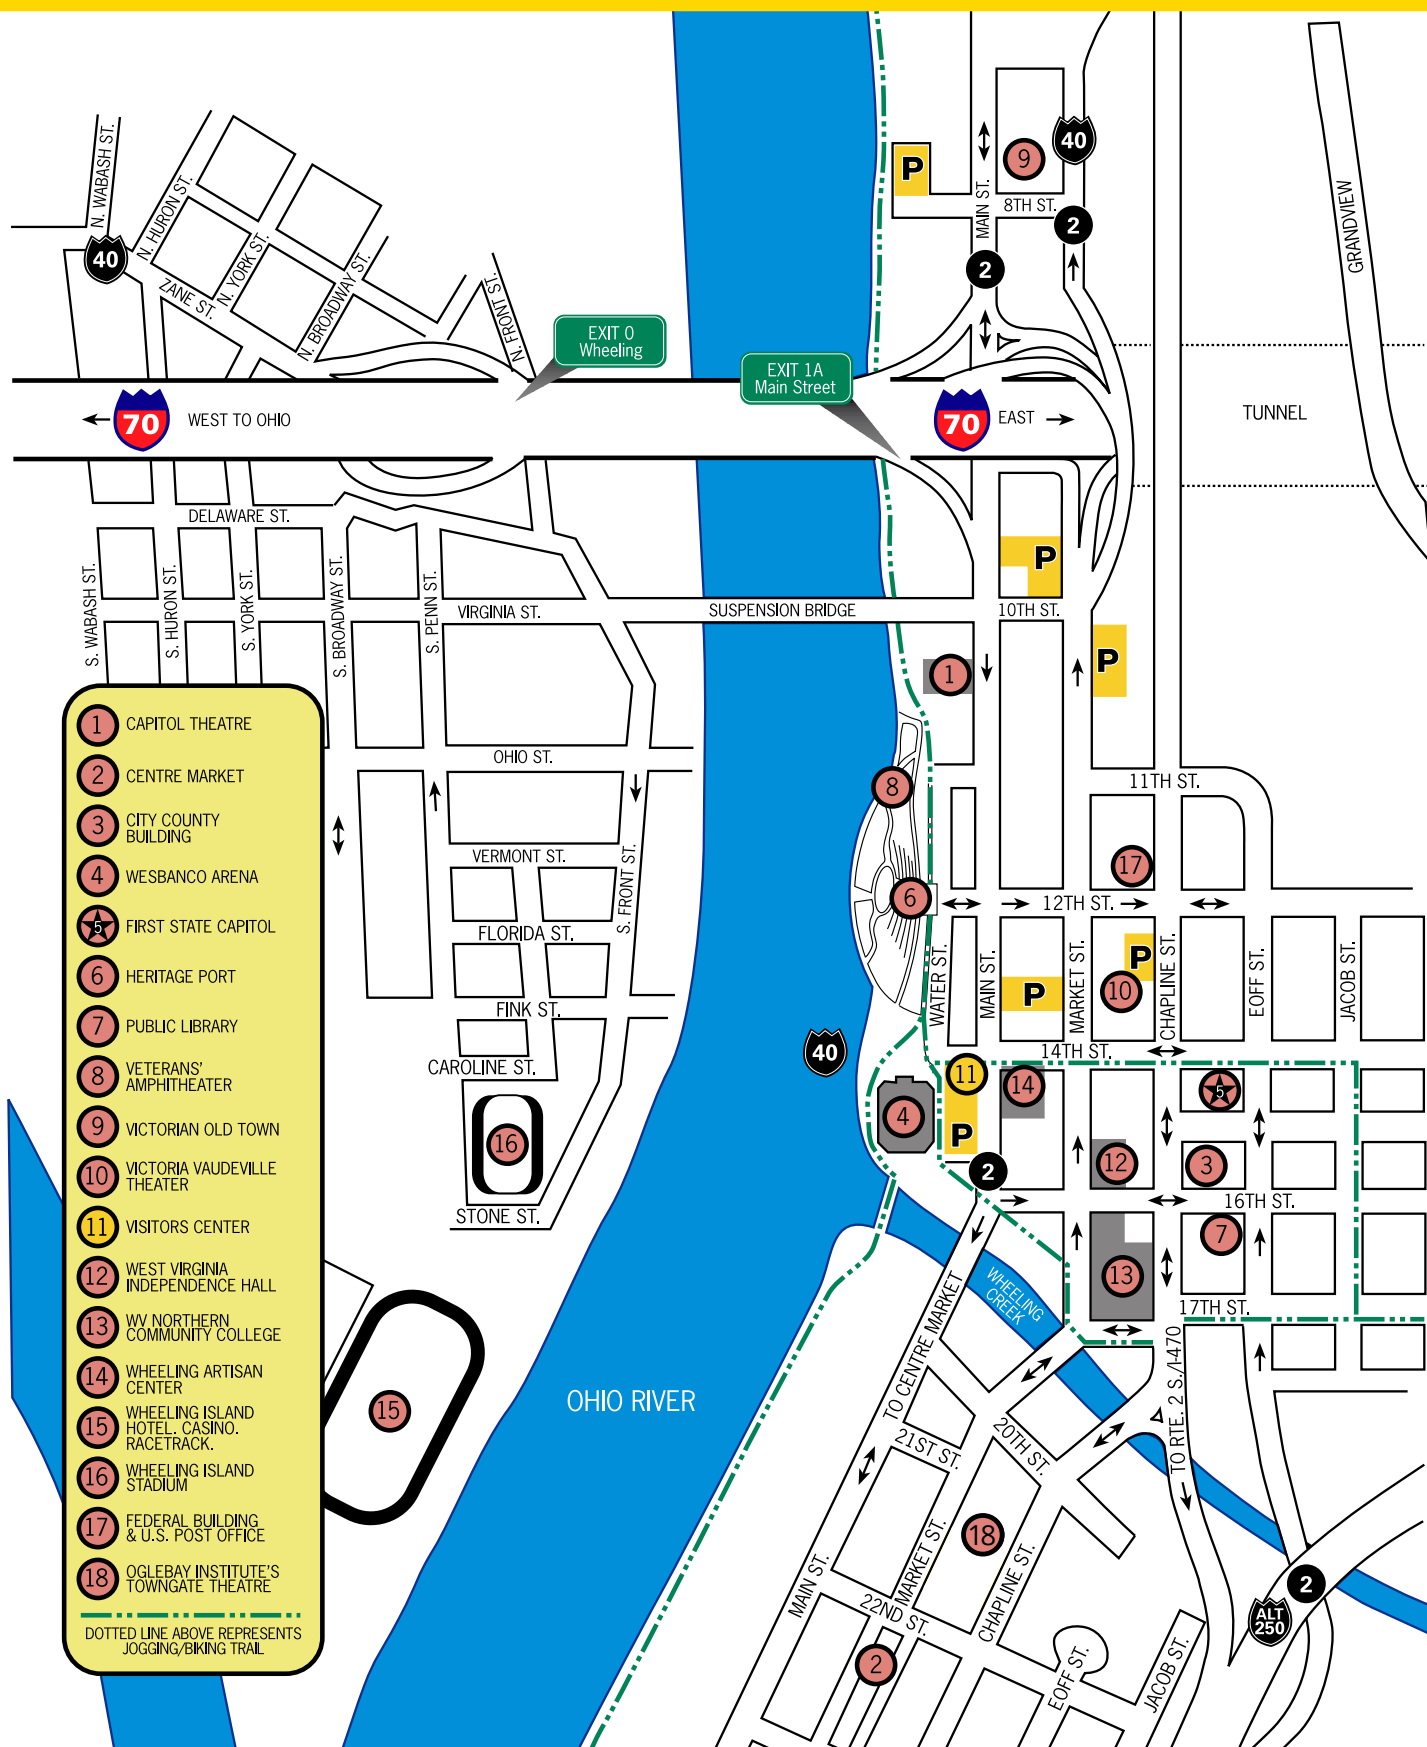 N. WABASH ST.
N. HURON ST.
N. YORK ST.
N. BROADWAY ST.
N. FRONT ST.
ZANE ST.
40
P
9
40
MAIN ST.
8TH ST.
2
2
GRANDVIEW
EXIT 0
Wheeling
EXIT 1A
Main Street
70
WEST TO OHIO
70
EAST
TUNNEL
DELAWARE ST.
S. WABASH ST.
S. HURON ST.
S. YORK ST.
S. BROADWAY ST.
S. PENN ST.
VIRGINIA ST.
SUSPENSION BRIDGE
10TH ST.
P
P
1
OHIO ST.
11TH ST.
8
VERMONT ST.
S. FRONT ST.
17
6
12TH ST.
FLORIDA ST.
WATER ST.
MAIN ST.
MARKET ST.
CHAPLINE ST.
EOFF ST.
JACOB ST.
P
P
10
FINK ST.
40
14TH ST.
CAROLINE ST.
11
14
5
4
P
16
12
3
2
16TH ST.
STONE ST.
7
13
WHEELING
CREEK
17TH ST.
TO CENTRE MARKET
TO RTE. 2 S./I-470
15
OHIO RIVER
20TH ST.
21ST ST.
18
MAIN ST.
MARKET ST.
CHAPLINE ST.
22ND ST.
2
EOFF ST.
JACOB ST.
2
ALT
250
1 CAPITOL THEATRE
2 CENTRE MARKET
3 CITY COUNTY
BUILDING
4 WESBANCO ARENA
5 FIRST STATE CAPITOL
6 HERITAGE PORT
7 PUBLIC LIBRARY
8 VETERANS'
AMPHITHEATER
9 VICTORIAN OLD TOWN
10 VICTORIA VAUDEVILLE
THEATER
11 VISITORS CENTER
12 WEST VIRGINIA
INDEPENDENCE HALL
13 WV NORTHERN
COMMUNITY COLLEGE
14 WHEELING ARTISAN
CENTER
15 WHEELING ISLAND
HOTEL. CASINO.
RACETRACK.
16 WHEELING ISLAND
STADIUM
17 FEDERAL BUILDING
& U.S. POST OFFICE
18 OGLEBAY INSTITUTE'S
TOWNGATE THEATRE
DOTTED LINE ABOVE REPRESENTS
JOGGING/BIKING TRAIL